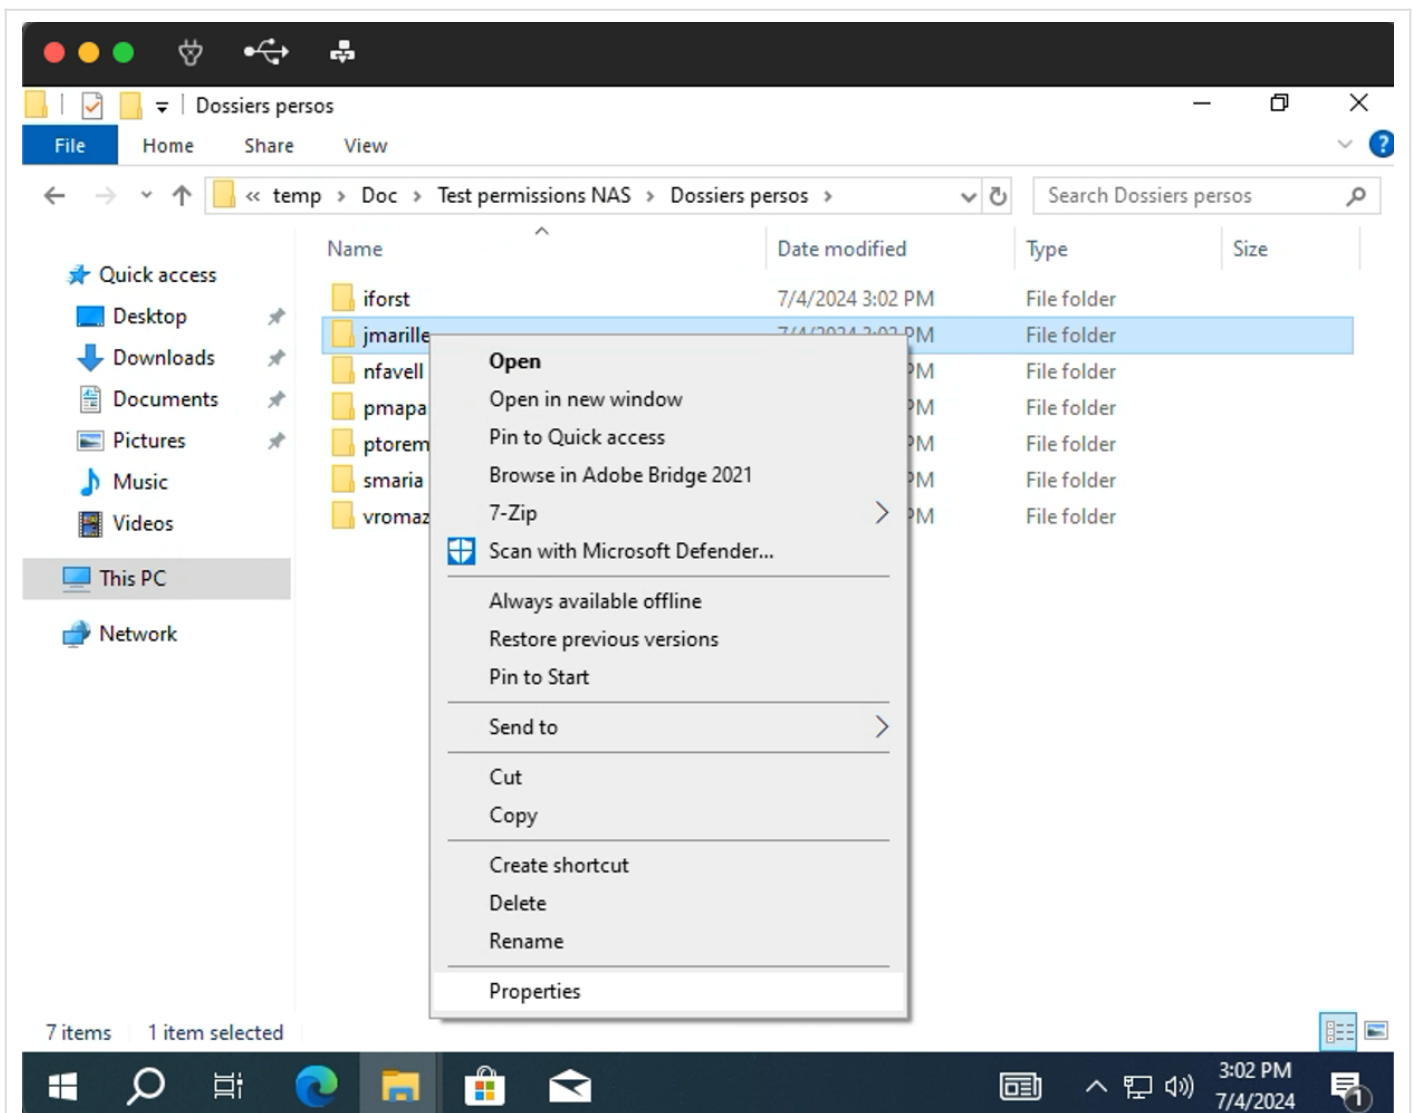 Dossiers persos
File Home Share View
« temp > Doc > Test permissions NAS > Dossiers persos > Search Dossiers persos
Name Date modified Type Size
Quick access
Desktop
Downloads
Documents
Pictures
Music
Videos
This PC
Network
iforst 7/4/2024 3:02 PM File folder
jmarille 7/4/2024 3:02 PM File folder
nfavell PM File folder
pmapa PM File folder
ptorem PM File folder
smaria PM File folder
vromaz PM File folder
Open
Open in new window
Pin to Quick access
Browse in Adobe Bridge 2021
7-Zip
Scan with Microsoft Defender...
Always available offline
Restore previous versions
Pin to Start
Send to
Cut
Copy
Create shortcut
Delete
Rename
Properties
7 items 1 item selected
3:02 PM
7/4/2024
1